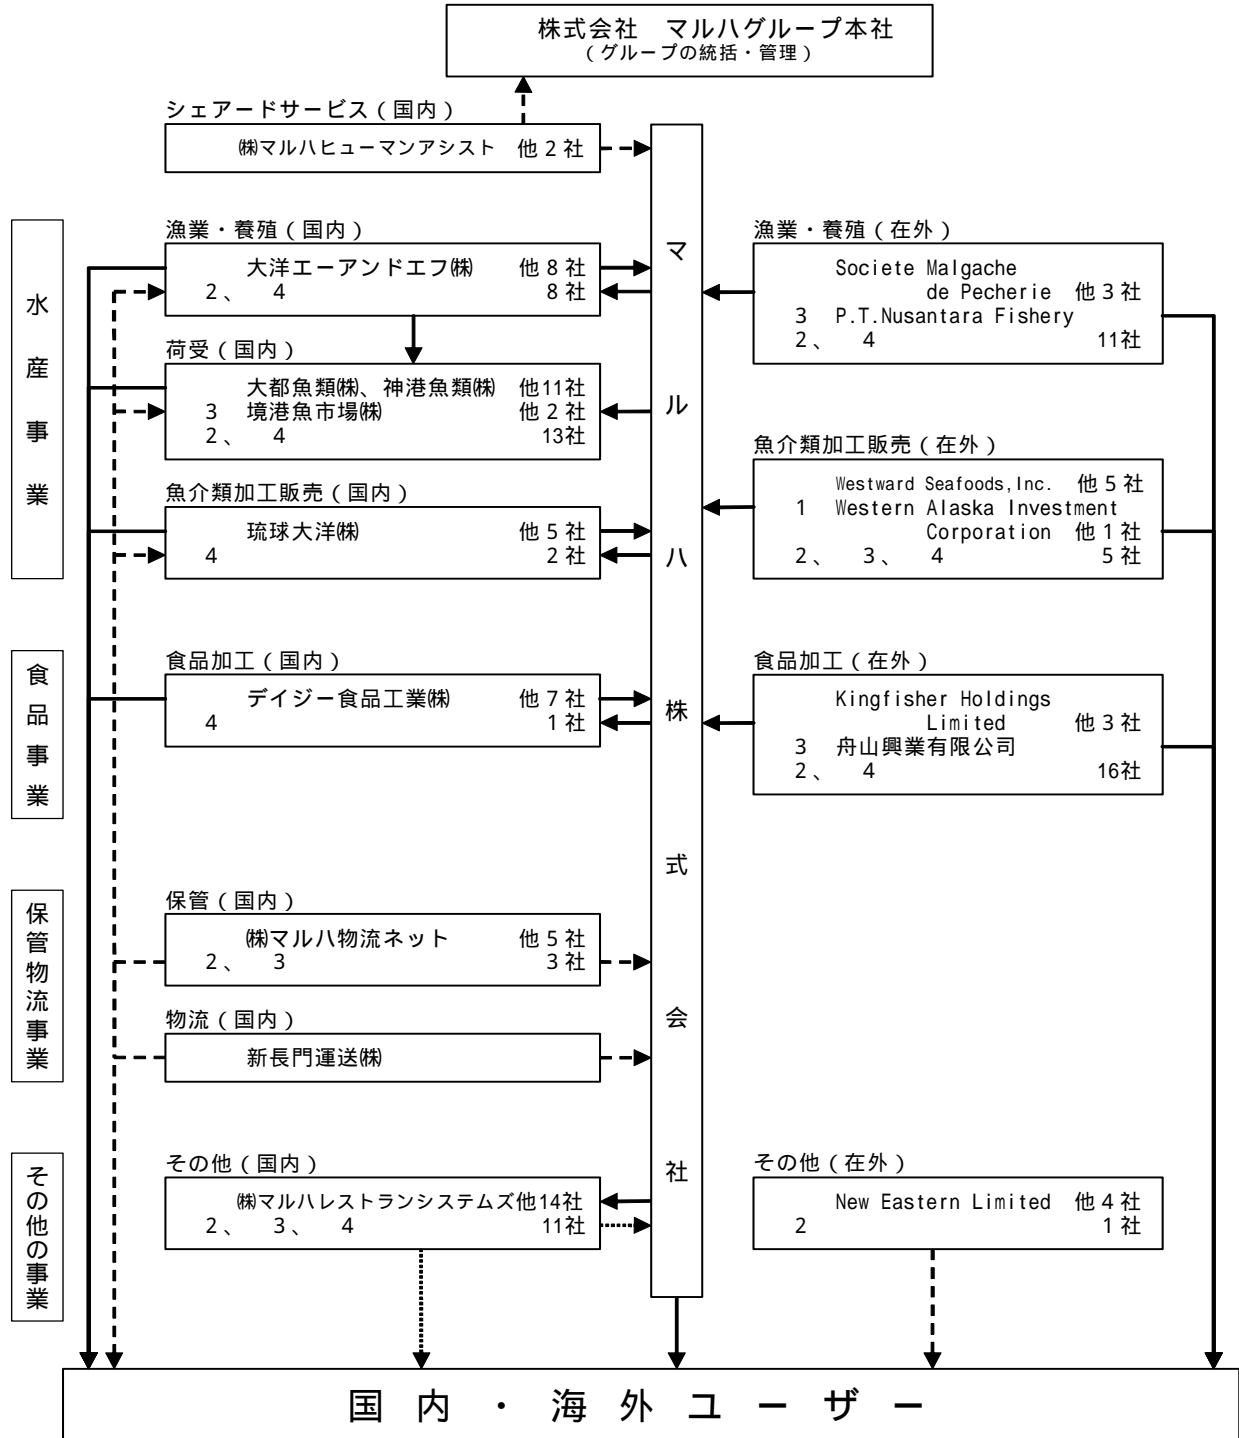 株式会社 マルハグループ本社
(グループの統括・管理)
シェアードサービス(国内)
㈱マルハヒューマンアシスト 他2社
マルハ株式会社
水産事業
漁業・養殖(国内)
大洋エーアンドエフ㈱ 他8社
2、 4 8社
荷受(国内)
大都魚類㈱、神港魚類㈱ 他11社
3 境港魚市場㈱ 他2社
2、 4 13社
魚介類加工販売(国内)
琉球大洋㈱ 他5社
4 2社
漁業・養殖(在外)
Societe Malgache
de Pecherie 他3社
3 P.T.Nusantara Fishery
2、 4 11社
魚介類加工販売(在外)
Westward Seafoods,Inc. 他5社
1 Western Alaska Investment
Corporation 他1社
2、 3、 4 5社
食品事業
食品加工(国内)
デイジー食品工業㈱ 他7社
4 1社
食品加工(在外)
Kingfisher Holdings
Limited 他3社
3 舟山興業有限公司
2、 4 16社
保管物流事業
保管(国内)
㈱マルハ物流ネット 他5社
2、 3 3社
物流(国内)
新長門運送㈱
その他の事業
その他(国内)
㈱マルハレストランシステムズ他14社
2、 3、 4 11社
その他(在外)
New Eastern Limited 他4社
2 1社
国内・海外ユーザー